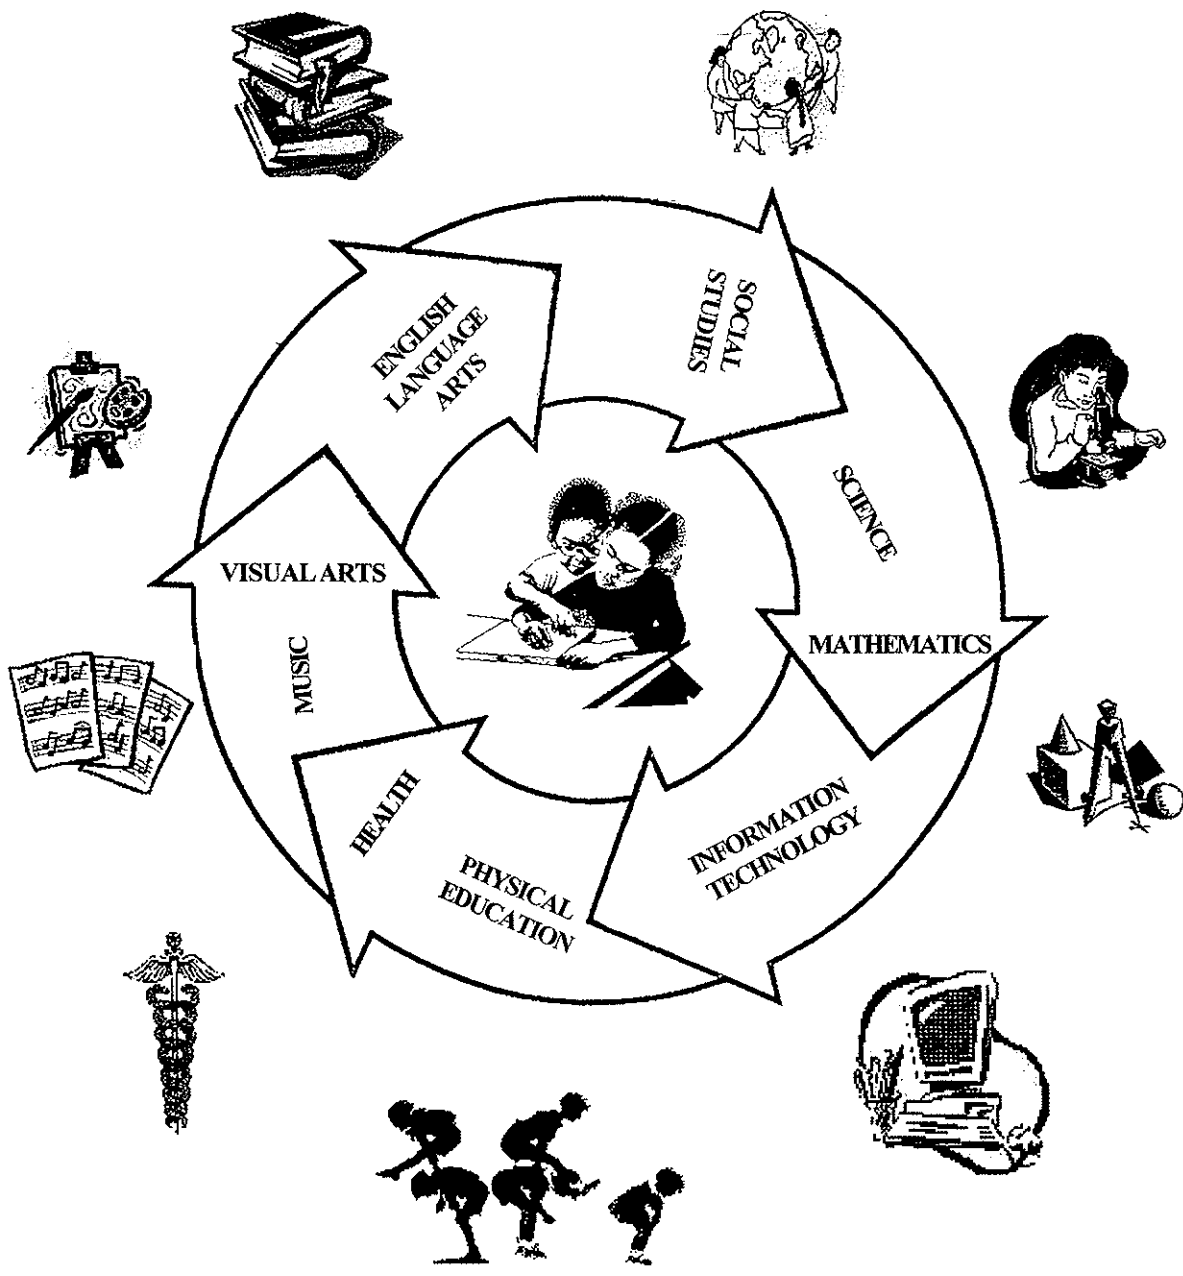 ENGLISH
LANGUAGE
ARTS
SOCIAL
STUDIES
SCIENCE
MATHEMATICS
INFORMATION
TECHNOLOGY
PHYSICAL
EDUCATION
HEALTH
MUSIC
VISUAL ARTS